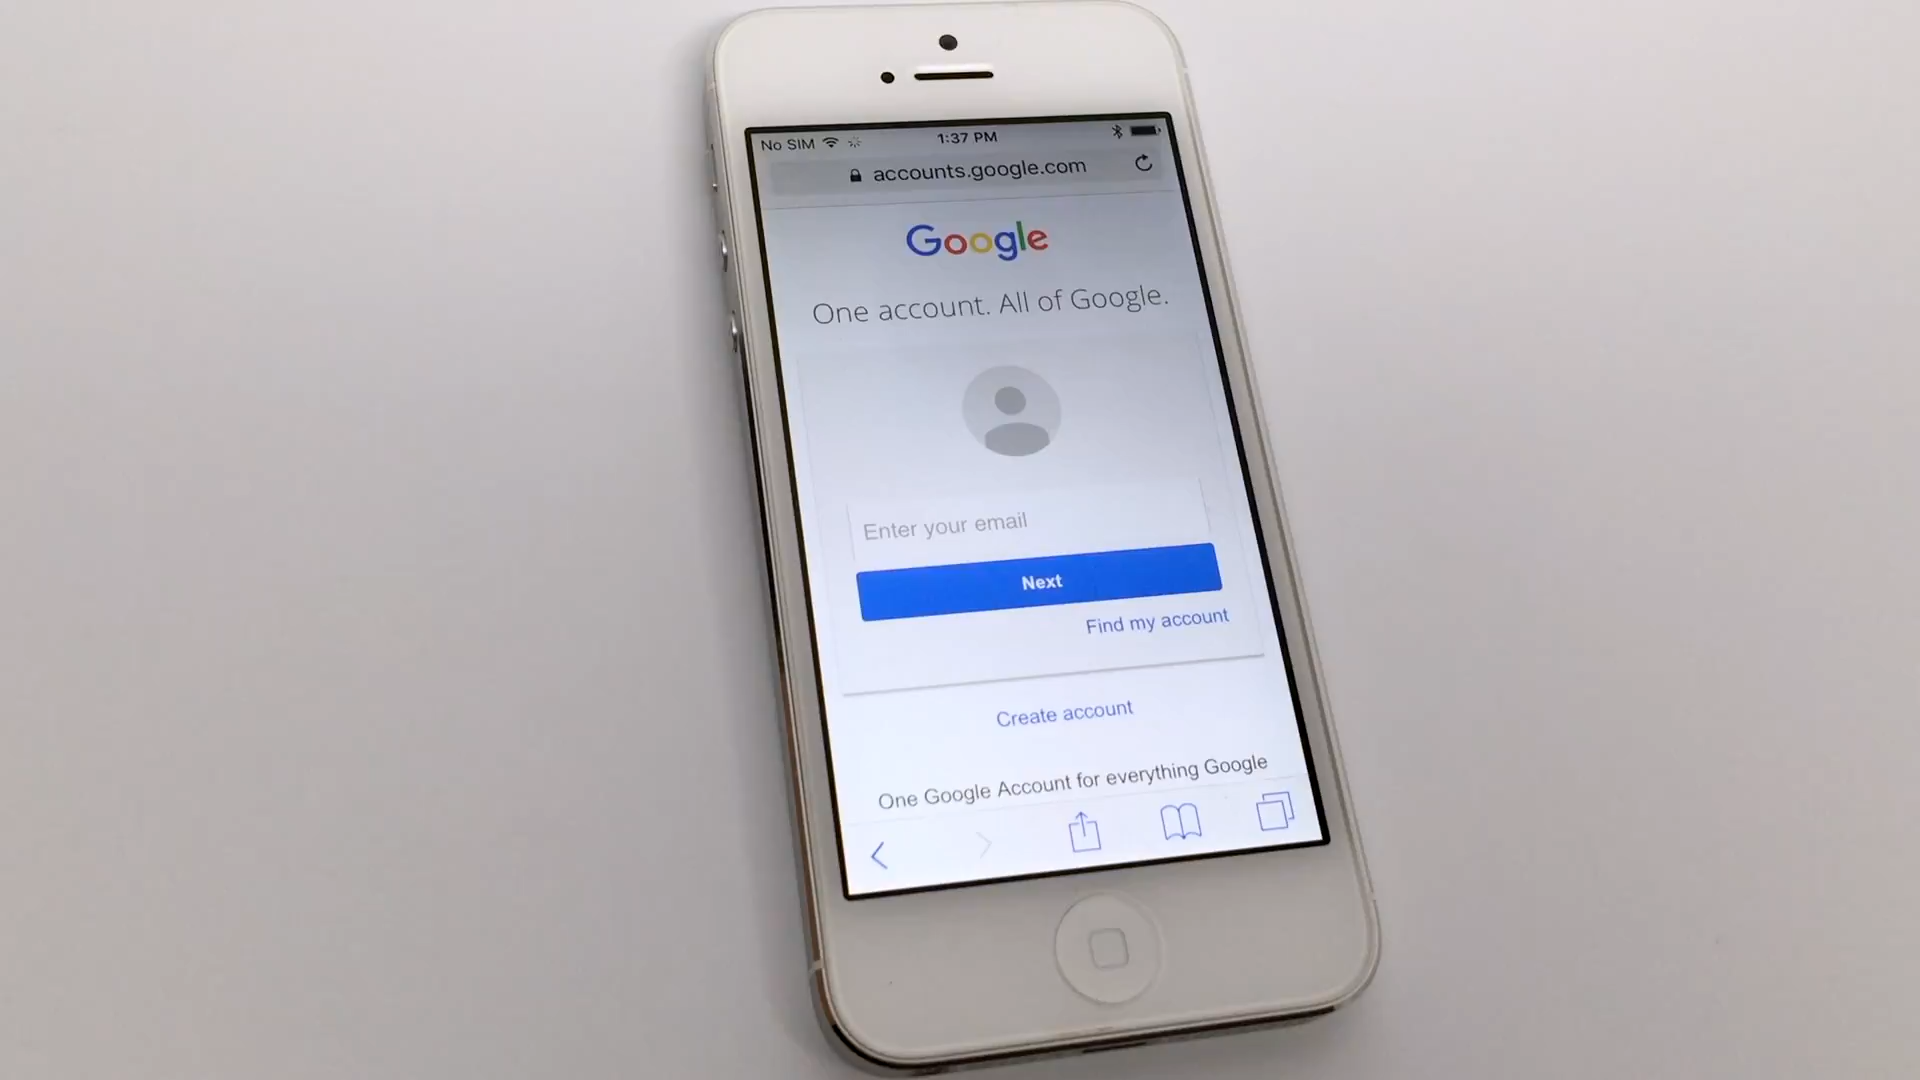 No SIM 1:37 PM
accounts.google.com
Google
One account. All of Google.
Enter your email
Next
Find my account
Create account
One Google Account for everything Google